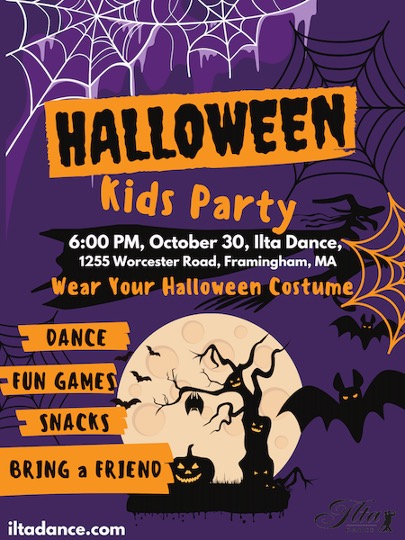 HALLOWEEN
Kids Party
6:00 PM, October 30, Ilta Dance,
1255 Worcester Road, Framingham, MA
Wear Your Halloween Costume
DANCE
FUN GAMES
SNACKS
BRING a FRIEND
Ilta
iltadance.com